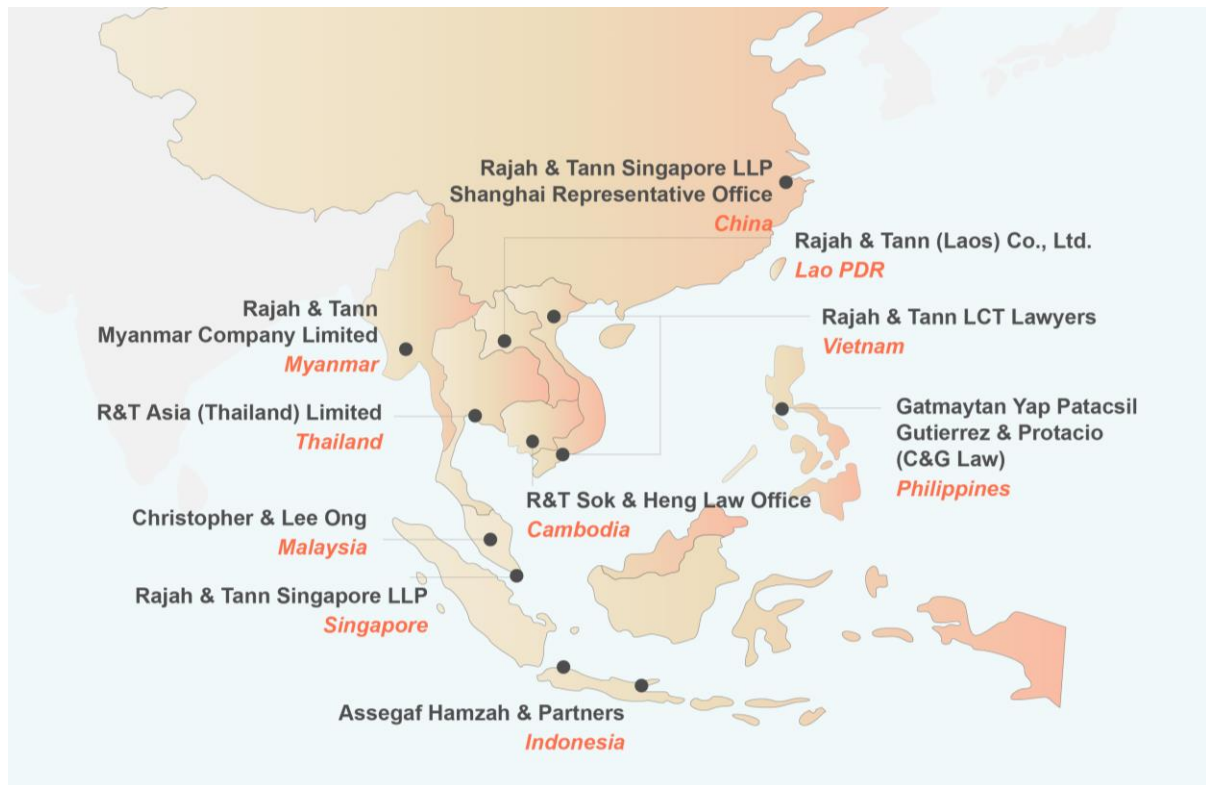 Rajah & Tann Singapore LLP
Shanghai Representative Office
China
Rajah & Tann (Laos) Co., Ltd.
Lao PDR
Rajah & Tann
Myanmar Company Limited
Myanmar
Rajah & Tann LCT Lawyers
Vietnam
R&T Asia (Thailand) Limited
Thailand
Gatmaytan Yap Patacsil
Gutierrez & Protacio
(C&G Law)
Philippines
R&T Sok & Heng Law Office
Cambodia
Christopher & Lee Ong
Malaysia
Rajah & Tann Singapore LLP
Singapore
Assegaf Hamzah & Partners
Indonesia